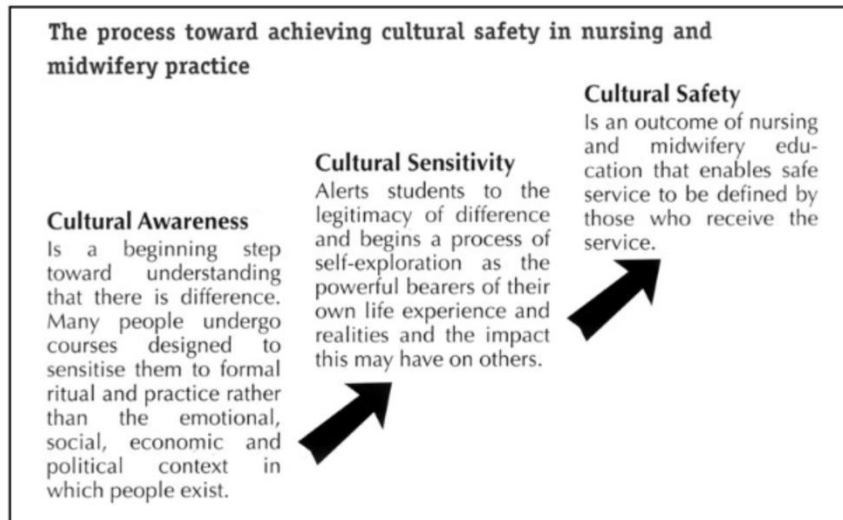 The process toward achieving cultural safety in nursing and
midwifery practice
Cultural Awareness
Is a beginning step
toward understanding
that there is difference.
Many people undergo
courses designed to
sensitise them to formal
ritual and practice rather
than the emotional,
social, economic and
political context in
which people exist.
Cultural Sensitivity
Alerts students to the
legitimacy of difference
and begins a process of
self-exploration as the
powerful bearers of their
own life experience and
realities and the impact
this may have on others.
Cultural Safety
Is an outcome of nursing
and midwifery edu-
cation that enables safe
service to be defined by
those who receive the
service.